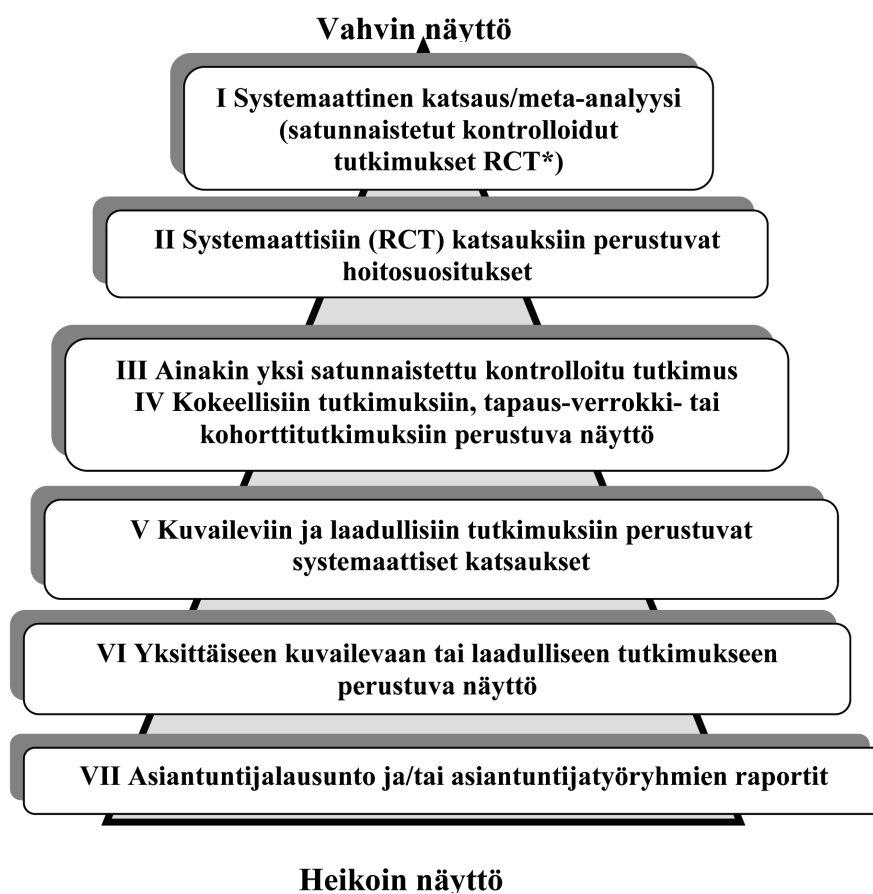 Vahvin näyttö
I Systemaattinen katsaus/meta-analyysi
(satunnaistetut kontrolloidut
tutkimukset RCT*)
II Systemaattisiin (RCT) katsauksiin perustuvat
hoitosuositukset
III Ainakin yksi satunnaistettu kontrolloitu tutkimus
IV Kokeellisiin tutkimuksiin, tapaus-verrokki- tai
kohorttitutkimuksiin perustuva näyttö
V Kuvaileviin ja laadullisiin tutkimuksiin perustuvat
systemaattiset katsaukset
VI Yksittäiseen kuvailevaan tai laadulliseen tutkimukseen
perustuva näyttö
VII Asiantuntijalausunto ja/tai asiantuntijatyöryhmien raportit
Heikoin näyttö